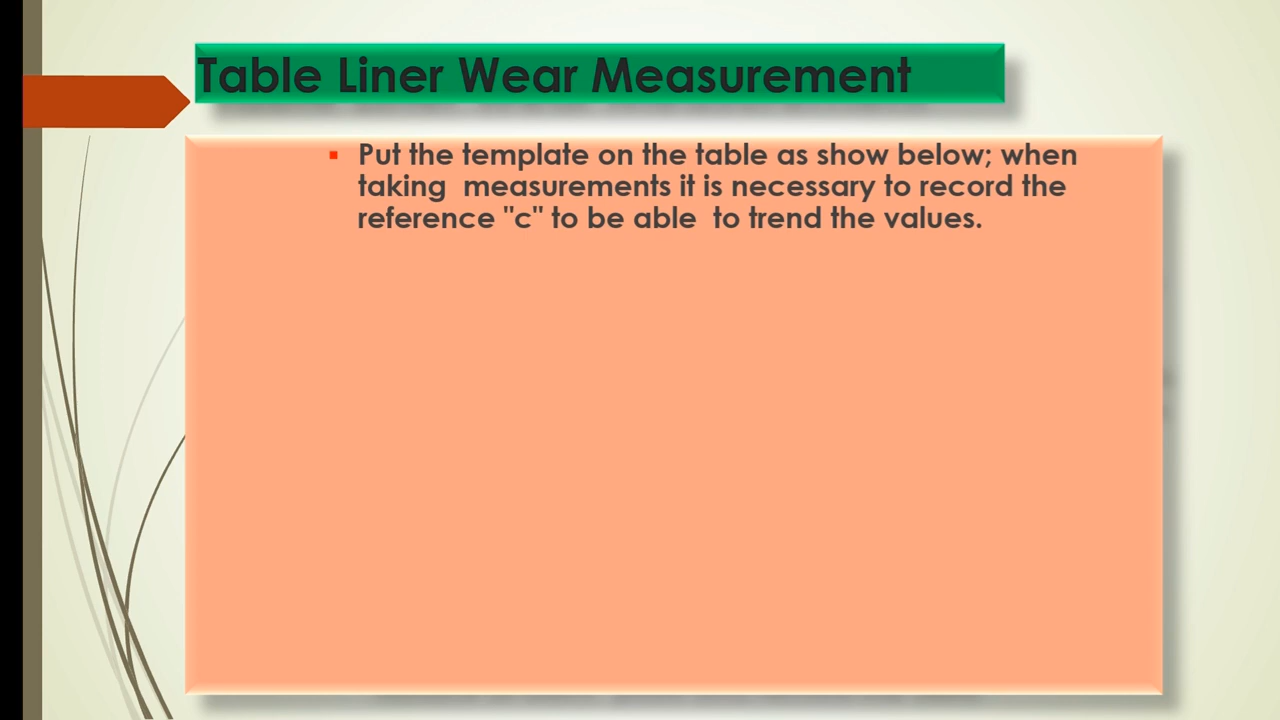 Table Liner Wear Measurement
▪ Put the template on the table as show below; when
taking  measurements it is necessary to record the
reference "c" to be able  to trend the values.